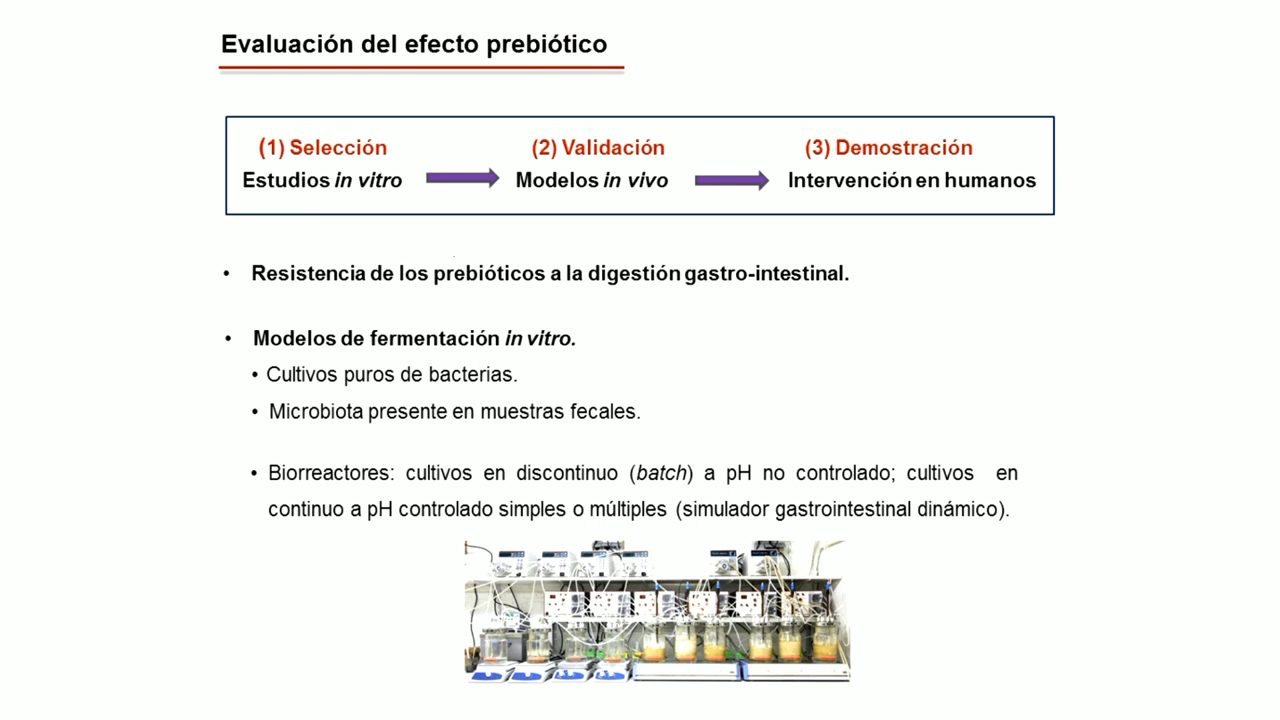 Evaluación del efecto prebiótico
(1) Selección
(2) Validación
(3) Demostración
Estudios in vitro
Modelos in vivo
Intervención en humanos
• Resistencia de los prebióticos a la digestión gastro-intestinal.
• Modelos de fermentación in vitro.
• Cultivos puros de bacterias.
• Microbiota presente en muestras fecales.
• Biorreactores: cultivos en discontinuo (batch) a pH no controlado; cultivos en
continuo a pH controlado simples o múltiples (simulador gastrointestinal dinámico).